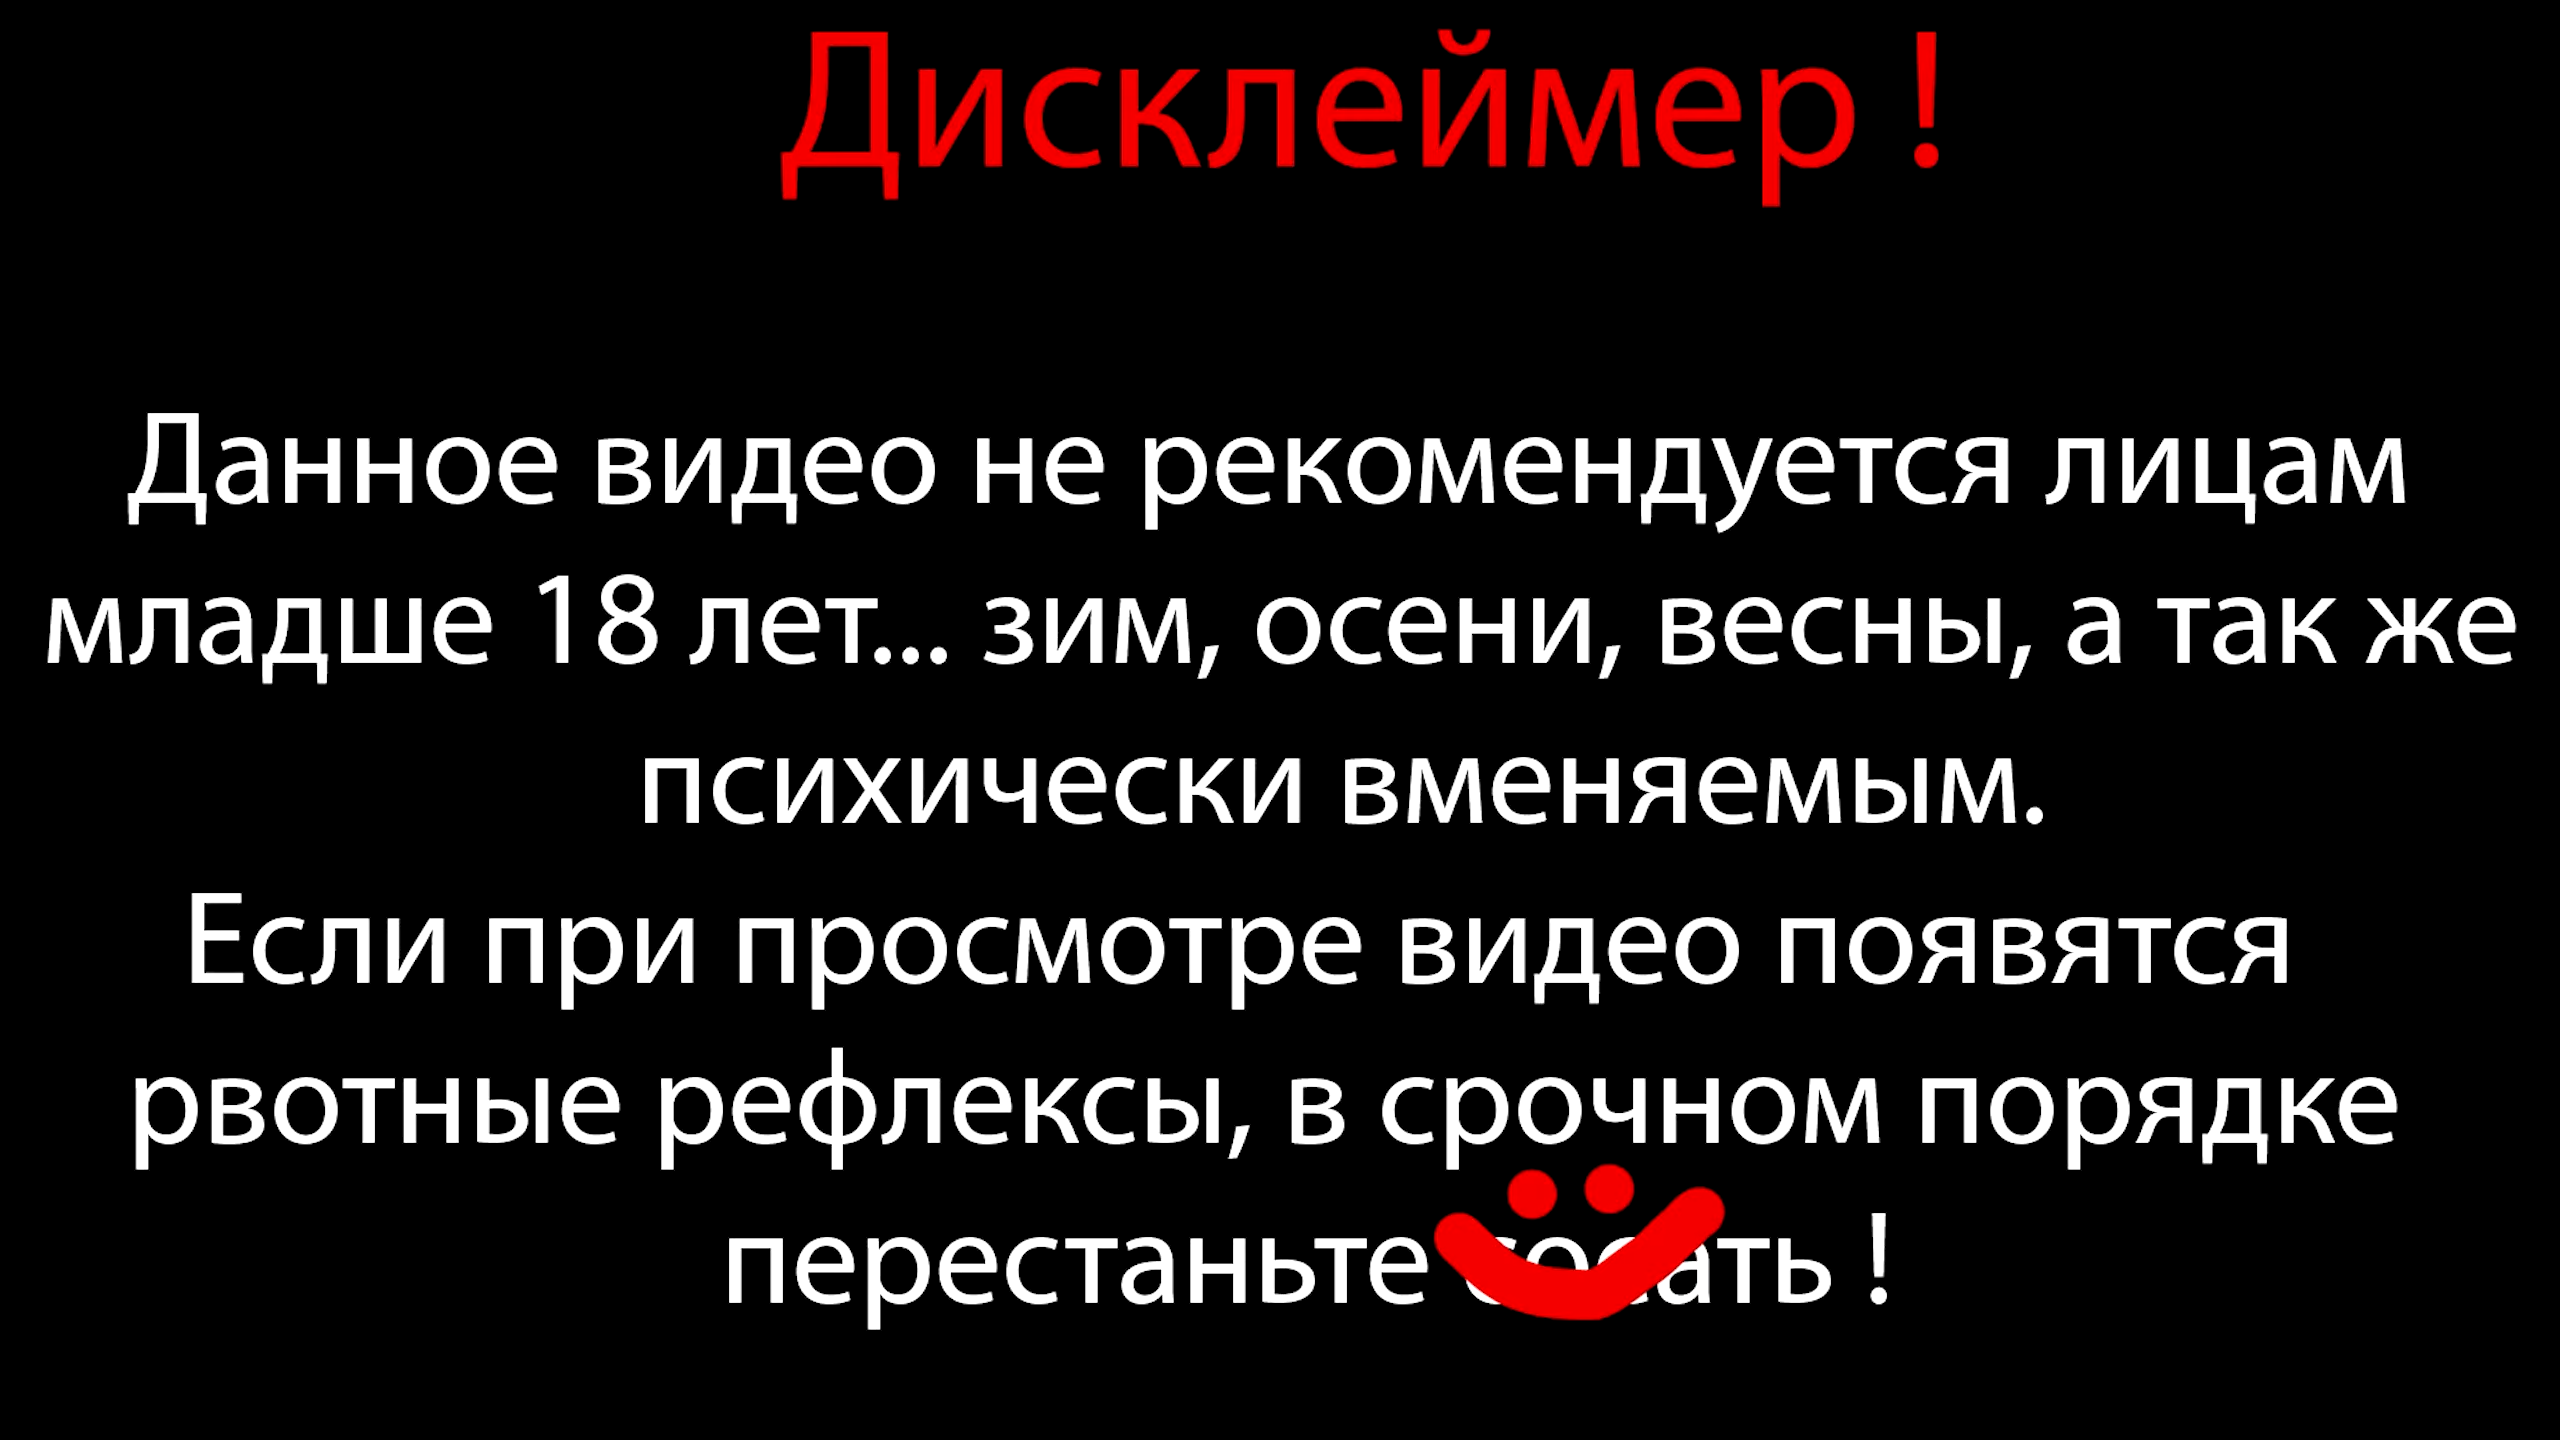 Дисклеймер !
Данное видео не рекомендуется лицам
младше 18 лет... зим, осени, весны, а так же
психически вменяемым.
Если при просмотре видео появятся
рвотные рефлексы, в срочном порядке
перестаньте сосать !